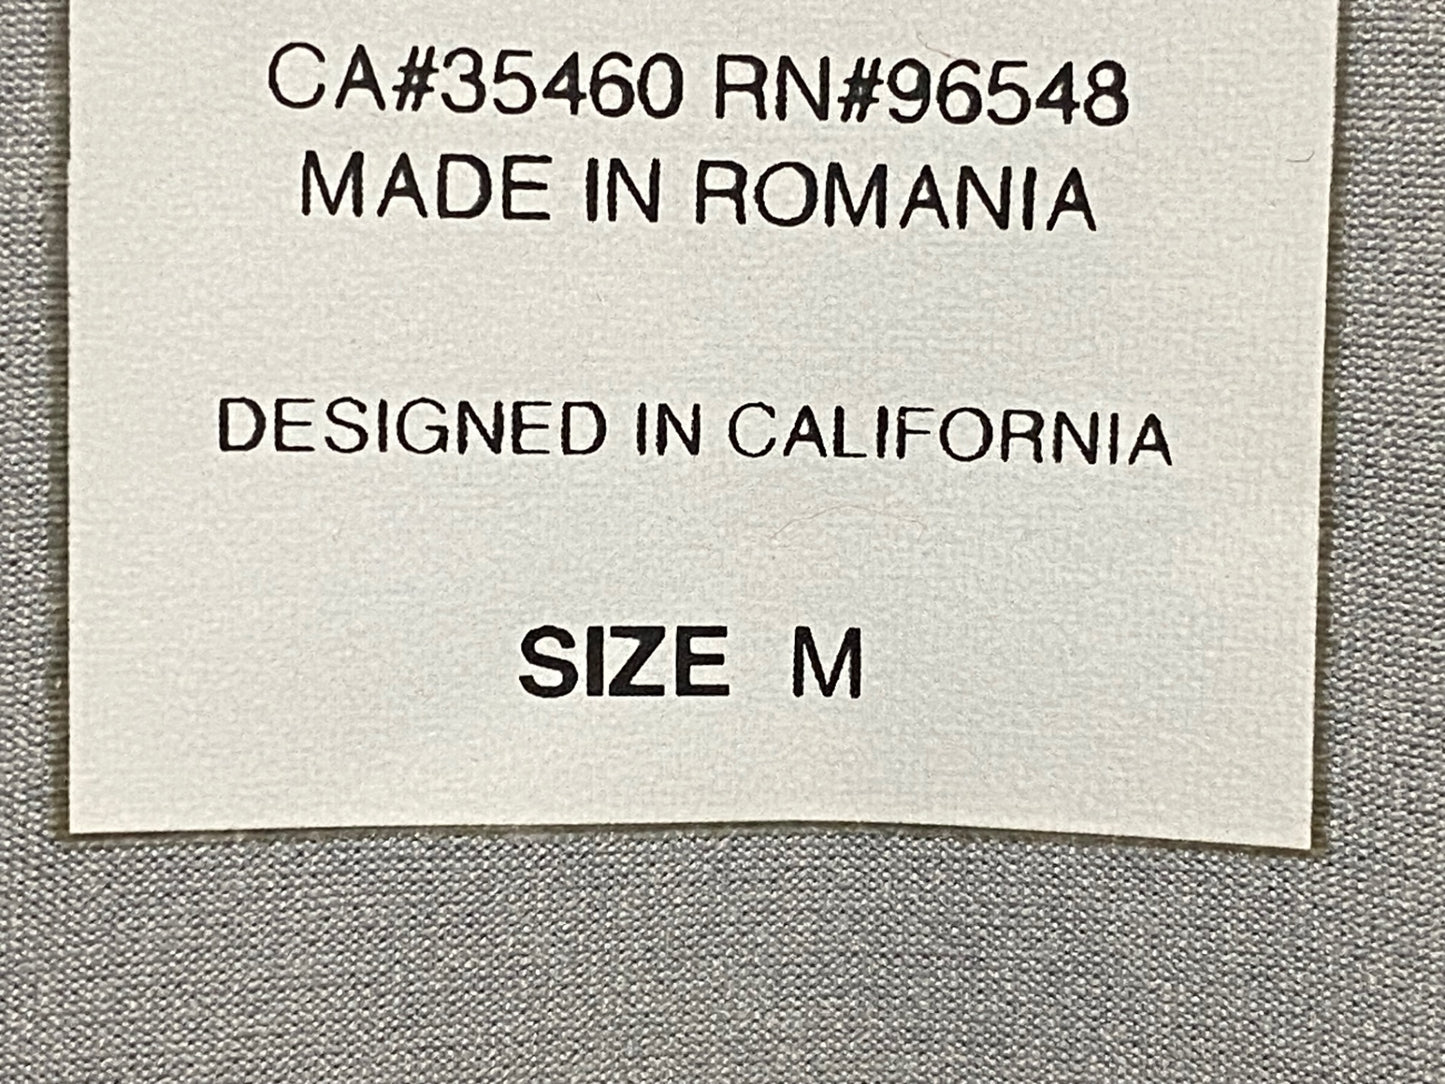 CA#35460 RN#96548
MADE IN ROMANIA
DESIGNED IN CALIFORNIA
SIZE M